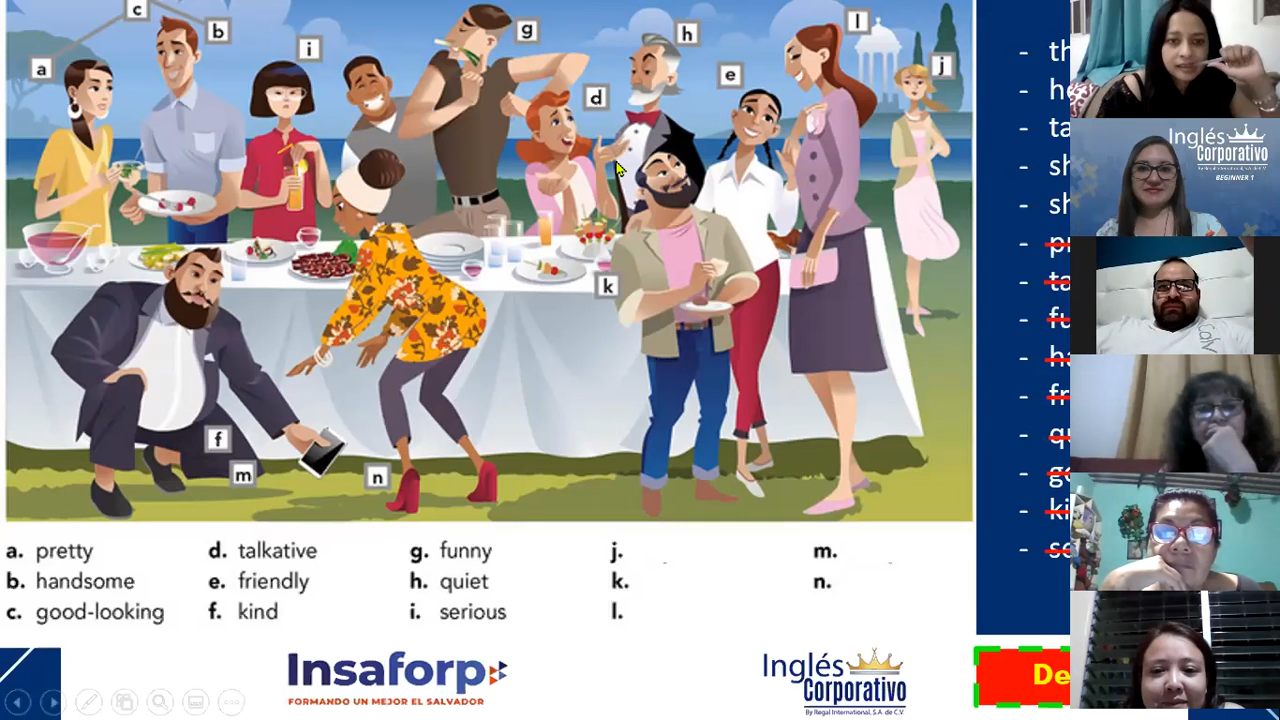 c
b
g
l
h
a
i
j
e
d
k
f
m
n
a. pretty
b. handsome
c. good-looking
d. talkative
e. friendly
f. kind
g. funny
h. quiet
i. serious
j.
k.
l.
m.
n.
Insaforp
FORMANDO UN MEJOR EL SALVADOR
Inglés
Corporativo
By Regal International, S.A. de C.V
Inglés
Corporativo
BEGINNER 1